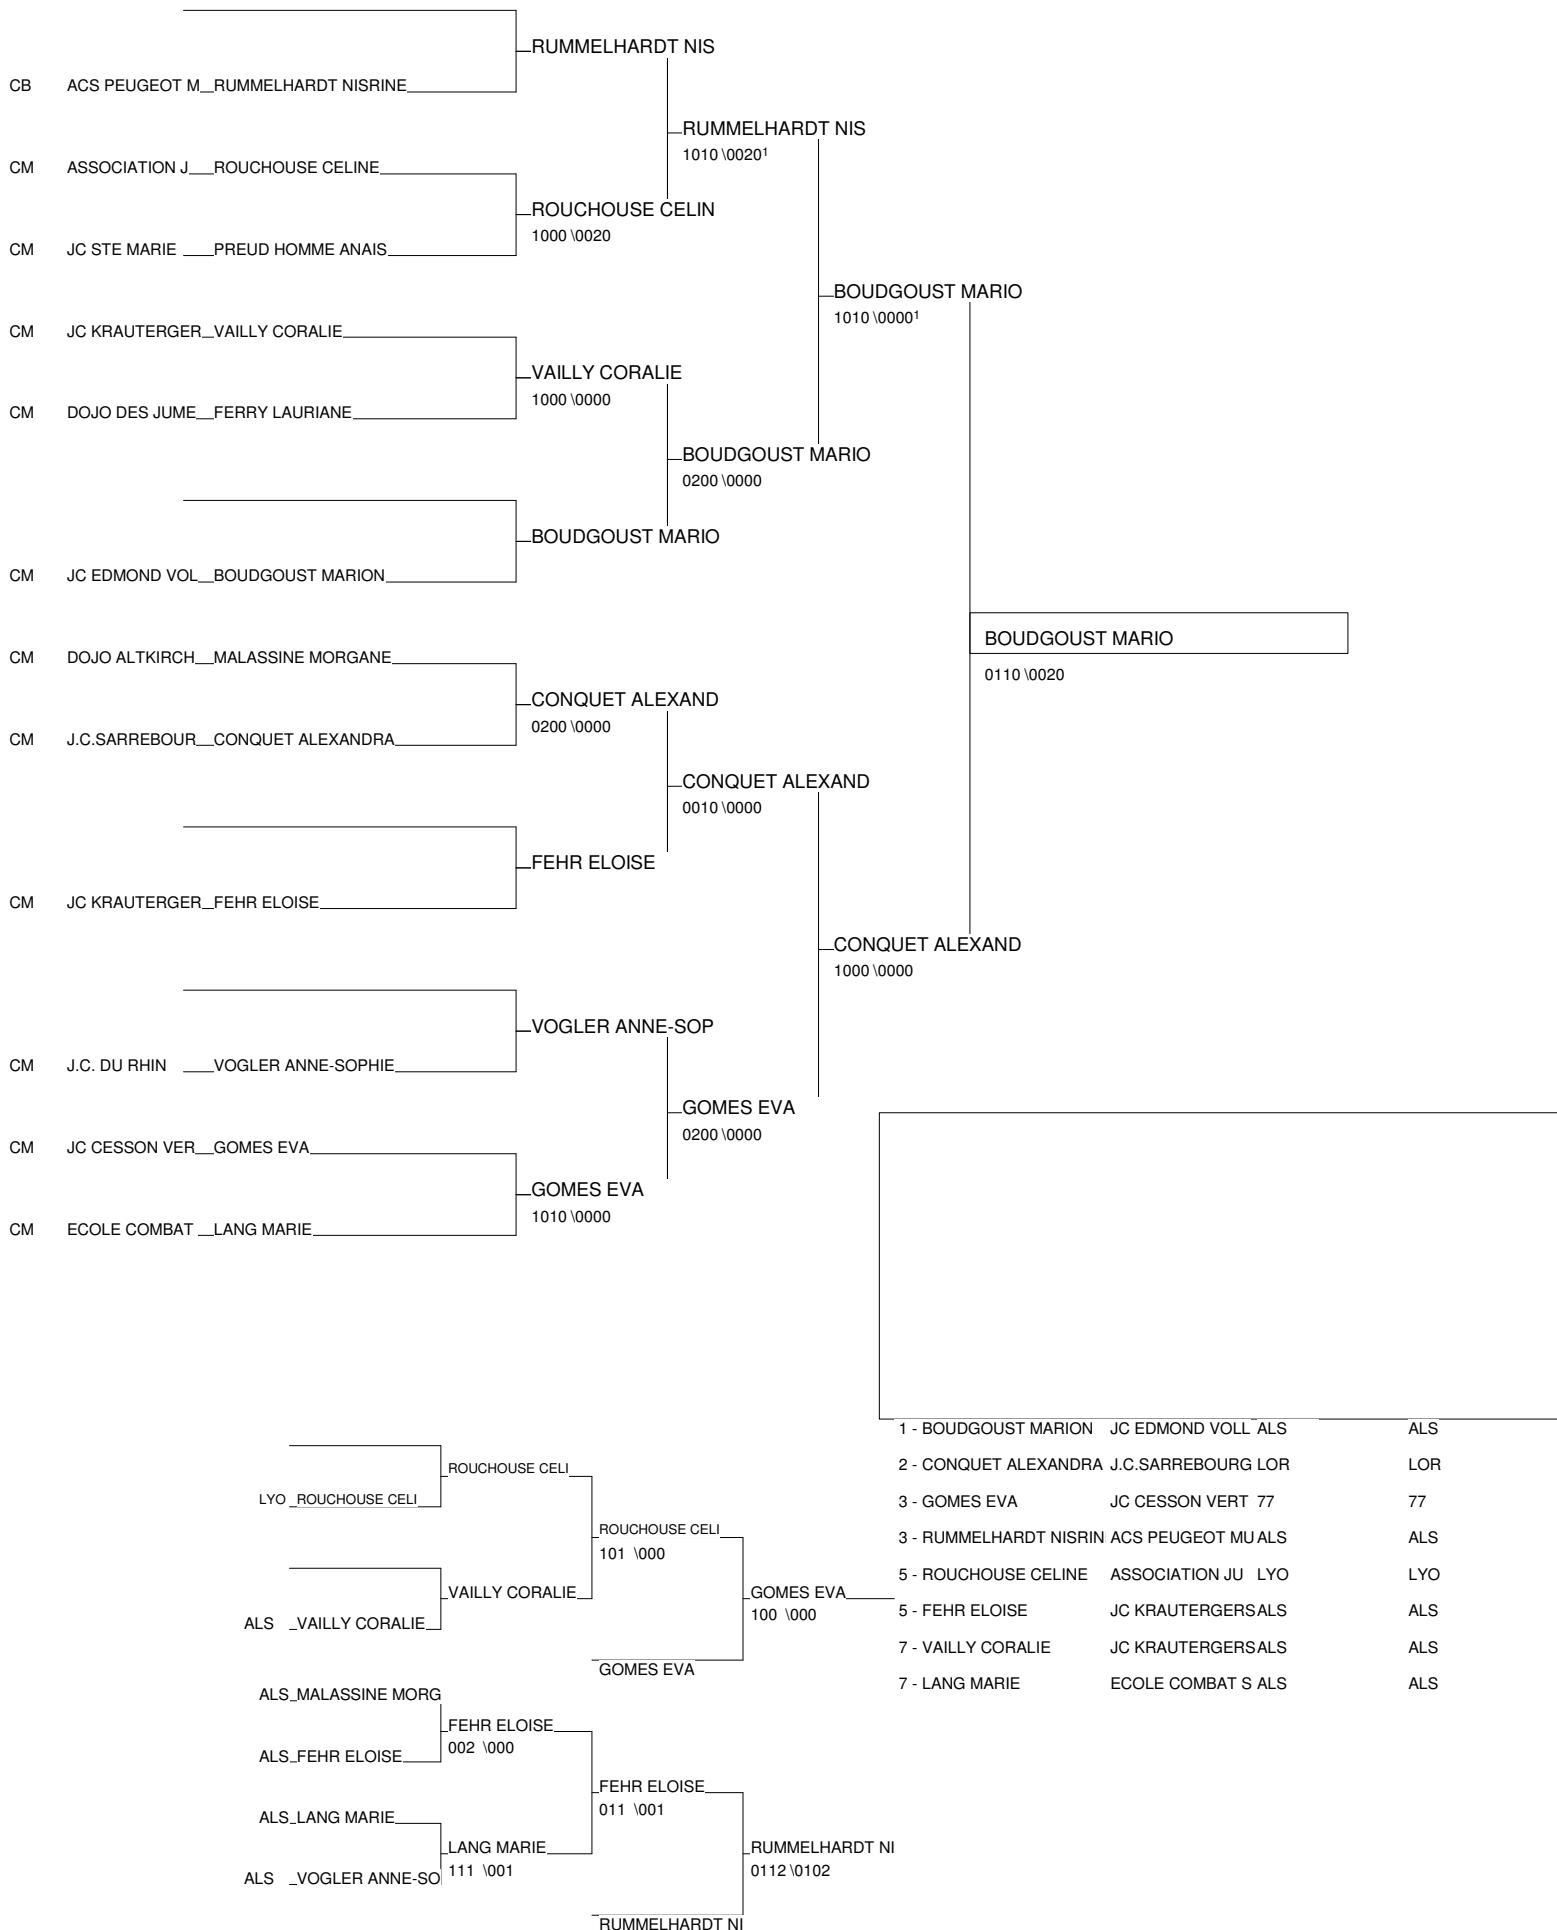 RUMMELHARDT NIS
CB ACS PEUGEOT M RUMMELHARDT NISRINE
RUMMELHARDT NIS
1010 \0020¹
CM ASSOCIATION J ROUCHOUSE CELINE
ROUCHOUSE CELIN
1000 \0020
CM JC STE MARIE PREUD HOMME ANAIS
BOUDGOUST MARIO
1010 \0000¹
CM JC KRAUTERGER VAILLY CORALIE
VAILLY CORALIE
1000 \0000
CM DOJO DES JUME FERRY LAURIANE
BOUDGOUST MARIO
0200 \0000
BOUDGOUST MARIO
CM JC EDMOND VOL BOUDGOUST MARION
BOUDGOUST MARIO
0110 \0020
CM DOJO ALTKIRCH MALASSINE MORGANE
CONQUET ALEXAND
0200 \0000
CM J.C.SARREBOUR CONQUET ALEXANDRA
CONQUET ALEXAND
0010 \0000
FEHR ELOISE
CM JC KRAUTERGER FEHR ELOISE
CONQUET ALEXAND
1000 \0000
VOGLER ANNE-SOP
CM J.C. DU RHIN VOGLER ANNE-SOPHIE
GOMES EVA
0200 \0000
CM JC CESSON VER GOMES EVA
GOMES EVA
1010 \0000
CM ECOLE COMBAT LANG MARIE
1 - BOUDGOUST MARION JC EDMOND VOLL ALS ALS
2 - CONQUET ALEXANDRA J.C.SARREBOURG LOR LOR
3 - GOMES EVA JC CESSON VERT 77 77
3 - RUMMELHARDT NISRIN ACS PEUGEOT MU ALS ALS
5 - ROUCHOUSE CELINE ASSOCIATION JU LYO LYO
5 - FEHR ELOISE JC KRAUTERGERS ALS ALS
7 - VAILLY CORALIE JC KRAUTERGERS ALS ALS
7 - LANG MARIE ECOLE COMBAT S ALS ALS
ROUCHOUSE CELI
LYO ROUCHOUSE CELI
ROUCHOUSE CELI
101 \000
VAILLY CORALIE
GOMES EVA
100 \000
ALS VAILLY CORALIE
GOMES EVA
ALS MALASSINE MORG
FEHR ELOISE
002 \000
ALS FEHR ELOISE
FEHR ELOISE
011 \001
ALS LANG MARIE
LANG MARIE
111 \001
RUMMELHARDT NI
0112 \0102
ALS VOGLER ANNE-SO
RUMMELHARDT NI